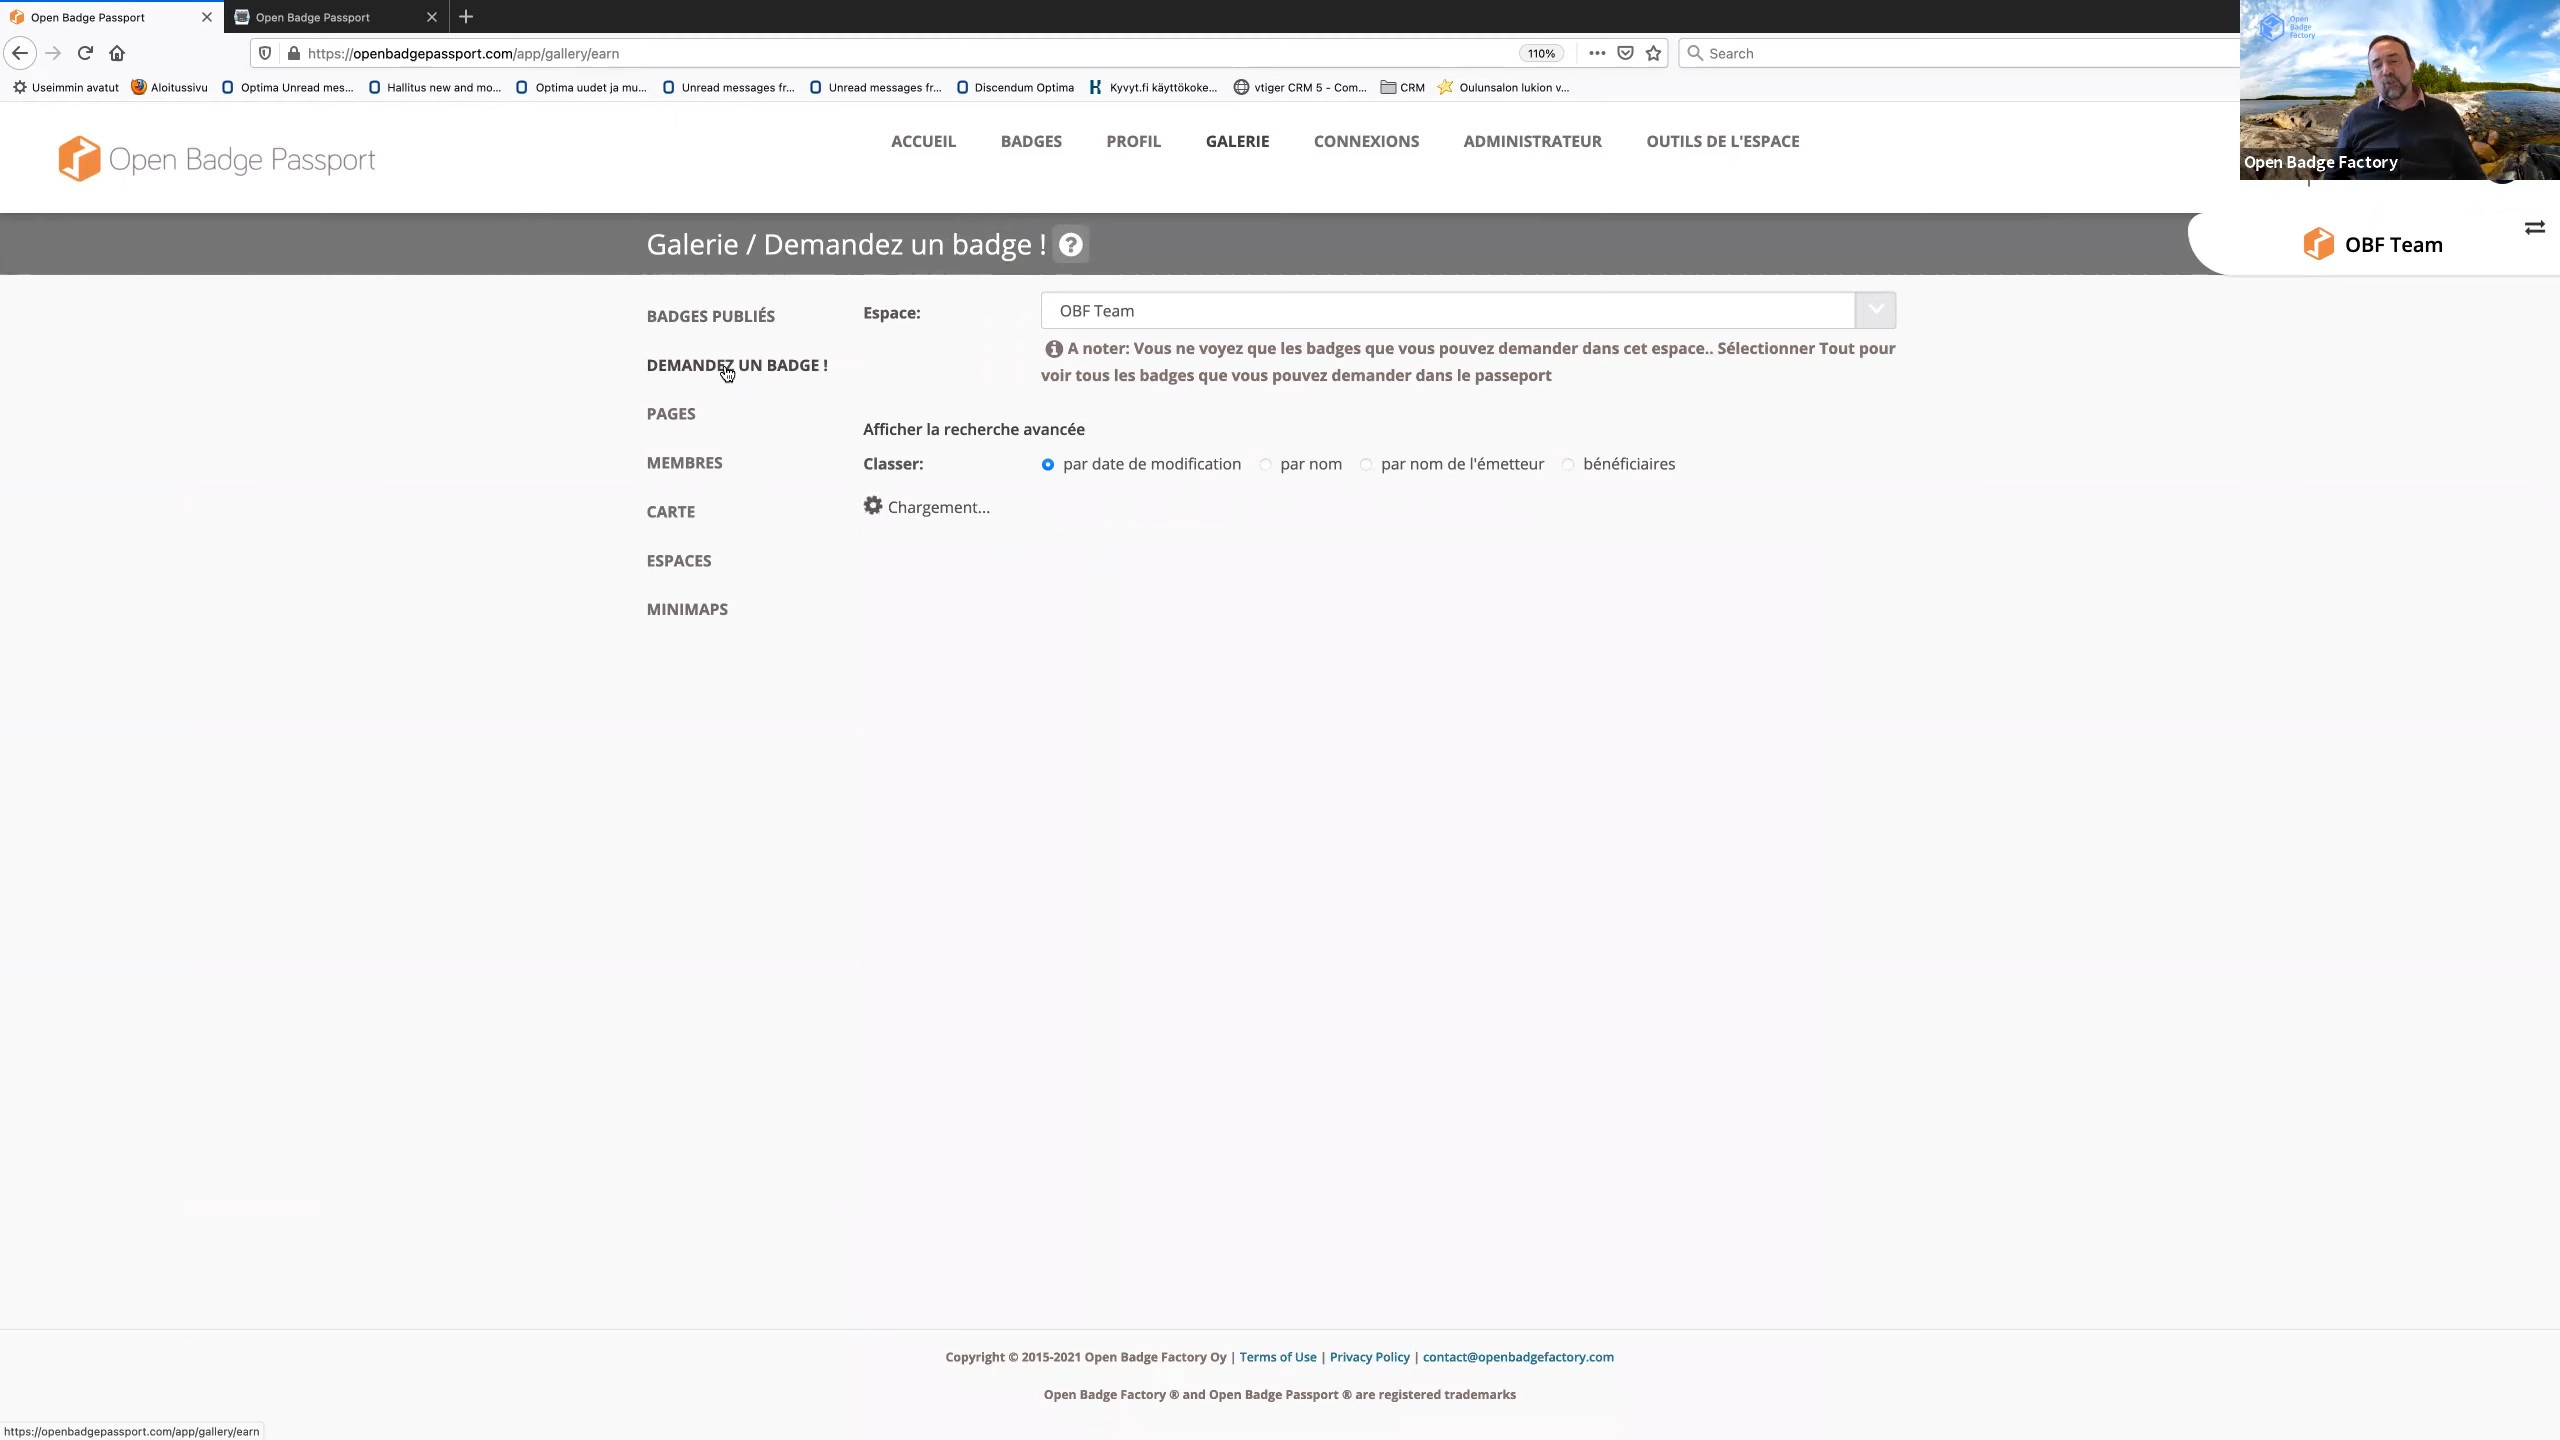 Open Badge Passport
Open Badge Passport
https://openbadgepassport.com/app/gallery/earn
110%
Search
Useimmin avatut
Aloitussivu
Optima Unread mes...
Hallitus new and mo...
Optima uudet ja mu...
Unread messages fr...
Unread messages fr...
Discendum Optima
Kyvyt.fi käyttökoke...
vtiger CRM 5 - Com...
CRM
Oulunsalon lukion v...
Open
Badge
Factory
Open Badge Factory
Open Badge Passport
ACCUEIL
BADGES
PROFIL
GALERIE
CONNEXIONS
ADMINISTRATEUR
OUTILS DE L'ESPACE
Galerie / Demandez un badge !
OBF Team
BADGES PUBLIÉS
DEMANDEZ UN BADGE !
PAGES
MEMBRES
CARTE
ESPACES
MINIMAPS
Espace:
OBF Team
A noter: Vous ne voyez que les badges que vous pouvez demander dans cet espace.. Sélectionner Tout pour
voir tous les badges que vous pouvez demander dans le passeport
Afficher la recherche avancée
Classer:
par date de modification
par nom
par nom de l'émetteur
bénéficiaires
Chargement...
Copyright © 2015-2021 Open Badge Factory Oy | Terms of Use | Privacy Policy | contact@openbadgefactory.com
Open Badge Factory ® and Open Badge Passport ® are registered trademarks
https://openbadgepassport.com/app/gallery/earn